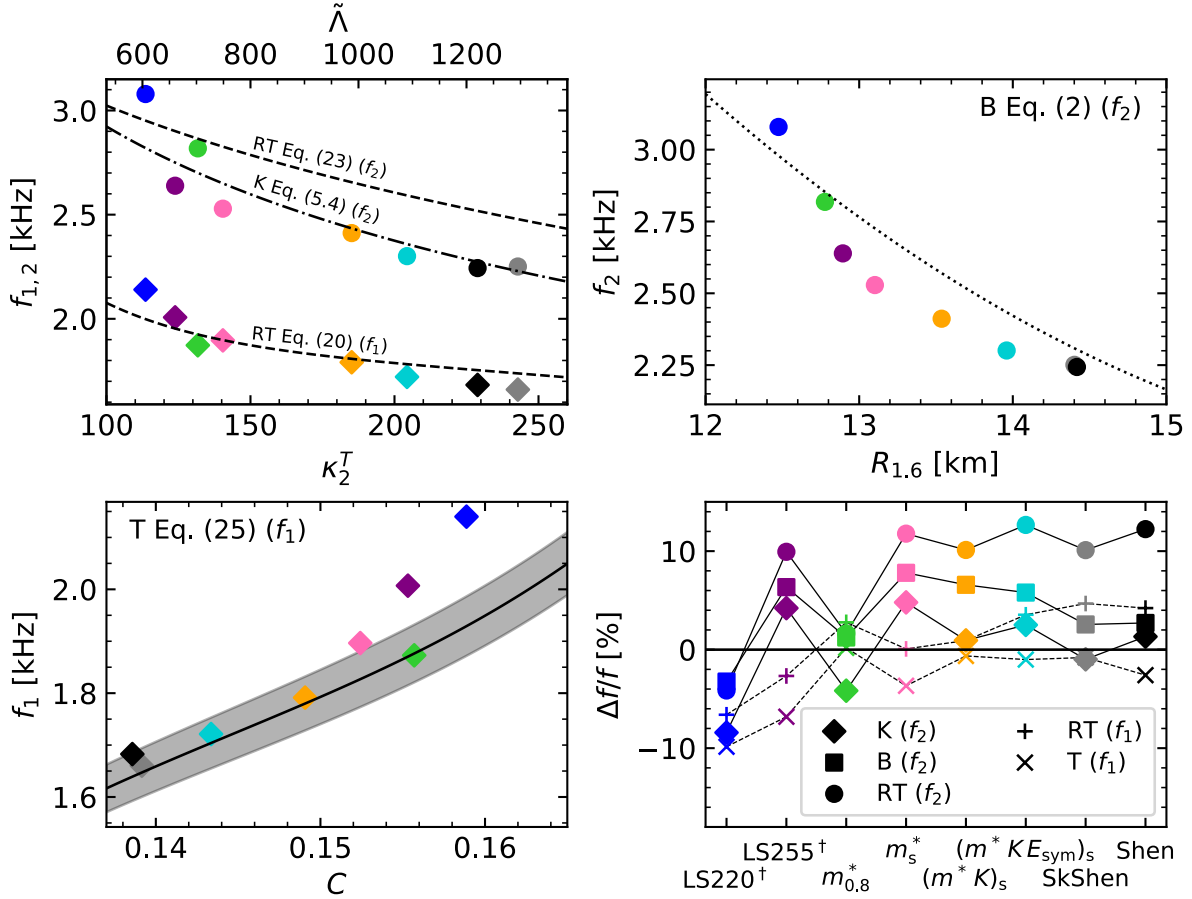 Λ̃
600 800 1000 1200
3.0
2.5
2.0
f₁,₂ [kHz]
RT Eq. (23) (f₂)
K Eq. (5.4) (f₂)
RT Eq. (20) (f₁)
100 150 200 250
κ₂ᵀ
B Eq. (2) (f₂)
3.00
2.75
2.50
2.25
f₂ [kHz]
12 13 14 15
R₁.₆ [km]
T Eq. (25) (f₁)
2.0
1.8
1.6
f₁ [kHz]
0.14 0.15 0.16
C
10
0
−10
Δf/f [%]
K (f₂)
B (f₂)
RT (f₂)
RT (f₁)
T (f₁)
LS255† mₛ* (m* K E_sym)ₛ Shen
LS220† m*₀.₈ (m* K)ₛ SkShen